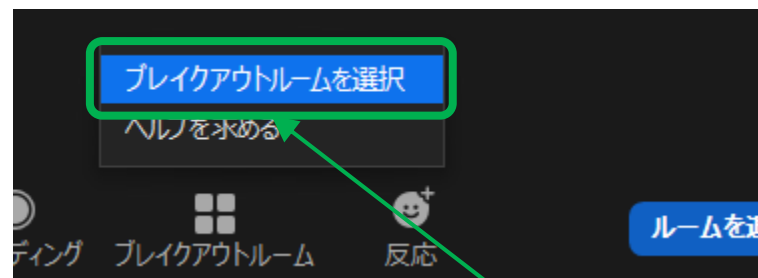 ブレイクアウトルームを選択
ヘルプを求める
ディング ブレイクアウトルーム 反応 ルームを